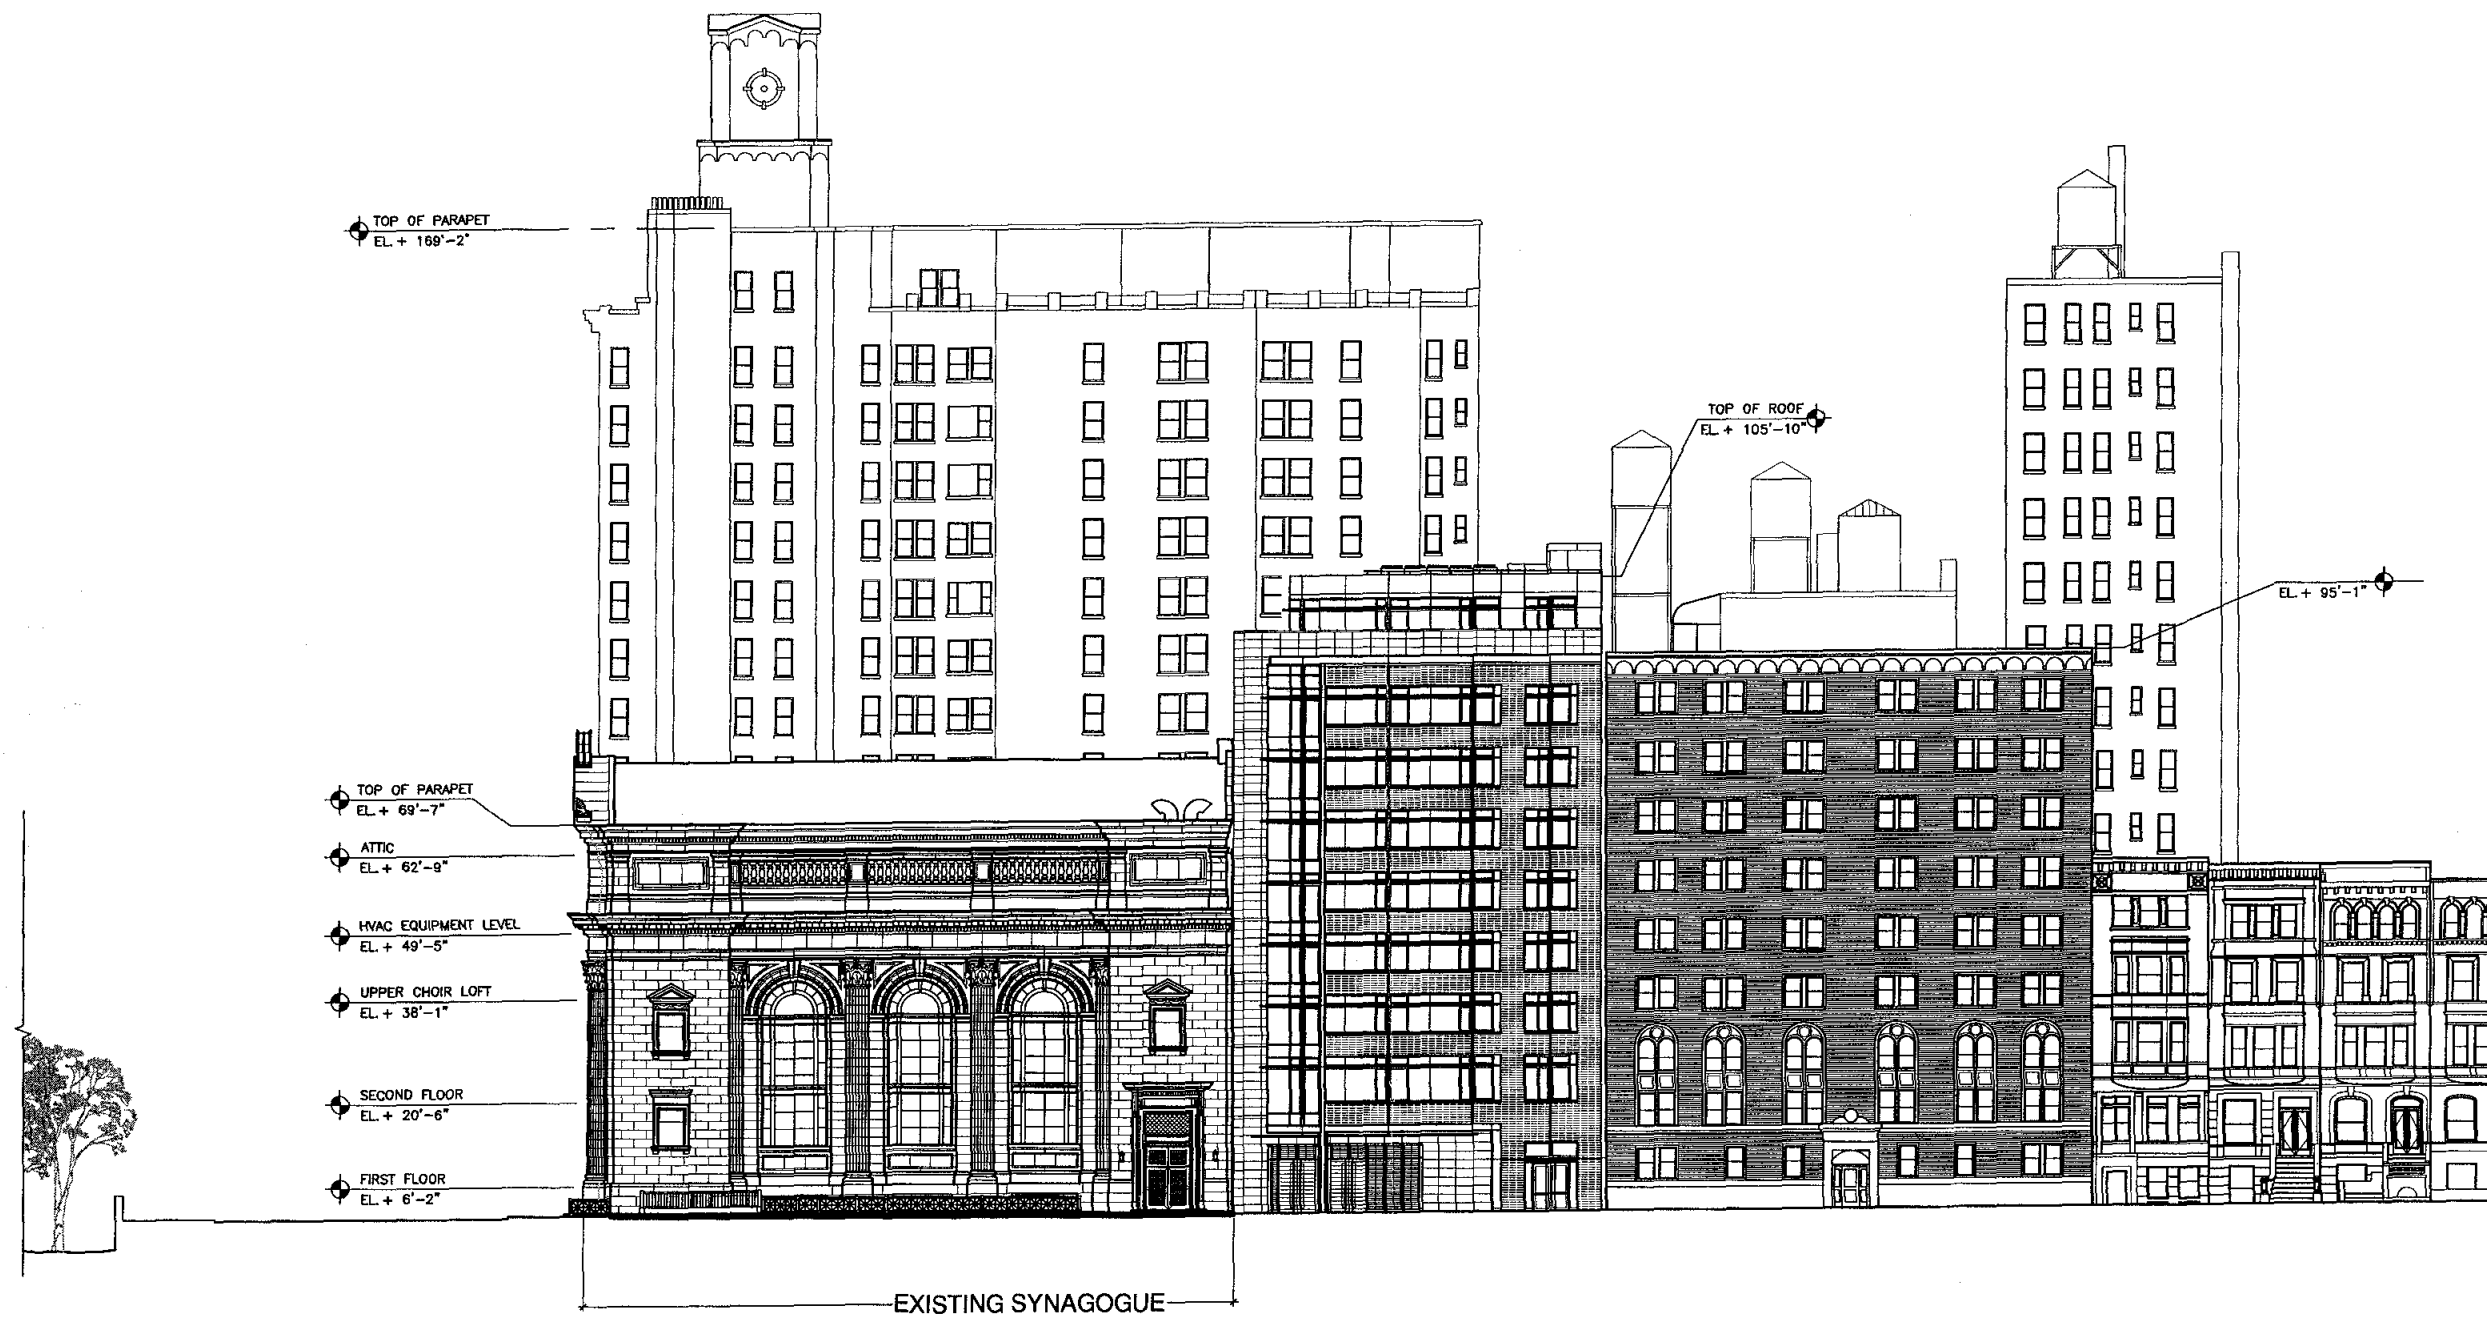 TOP OF PARAPET
EL. + 169'-2"
TOP OF ROOF
EL. + 105'-10"
EL. + 95'-1"
TOP OF PARAPET
EL. + 69'-7"
ATTIC
EL. + 62'-9"
HVAC EQUIPMENT LEVEL
EL. + 49'-5"
UPPER CHOIR LOFT
EL. + 38'-1"
SECOND FLOOR
EL. + 20'-6"
FIRST FLOOR
EL. + 6'-2"
EXISTING SYNAGOGUE